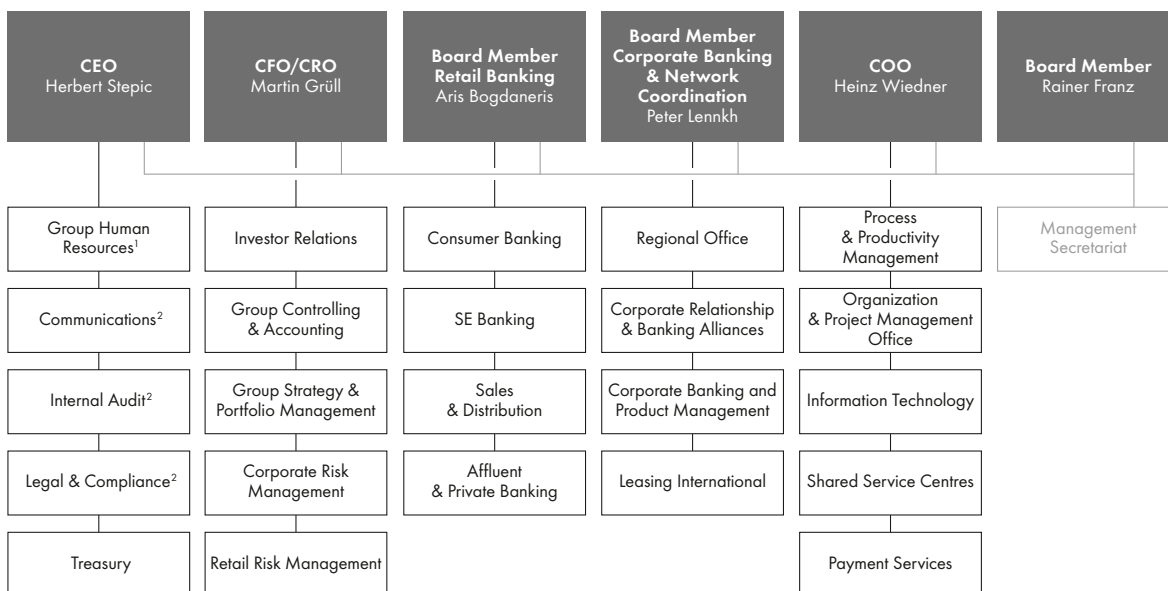 CEO
Herbert Stepic
CFO/CRO
Martin Grüll
Board Member
Retail Banking
Aris Bogdaneris
Board Member
Corporate Banking
& Network
Coordination
Peter Lennkh
COO
Heinz Wiedner
Board Member
Rainer Franz
Group Human
Resources¹
Investor Relations
Consumer Banking
Regional Office
Process
& Productivity
Management
Management
Secretariat
Communications²
Group Controlling
& Accounting
SE Banking
Corporate Relationship
& Banking Alliances
Organization
& Project Management
Office
Internal Audit²
Group Strategy &
Portfolio Management
Sales
& Distribution
Corporate Banking and
Product Management
Information Technology
Legal & Compliance²
Corporate Risk
Management
Affluent
& Private Banking
Leasing International
Shared Service Centres
Treasury
Retail Risk Management
Payment Services